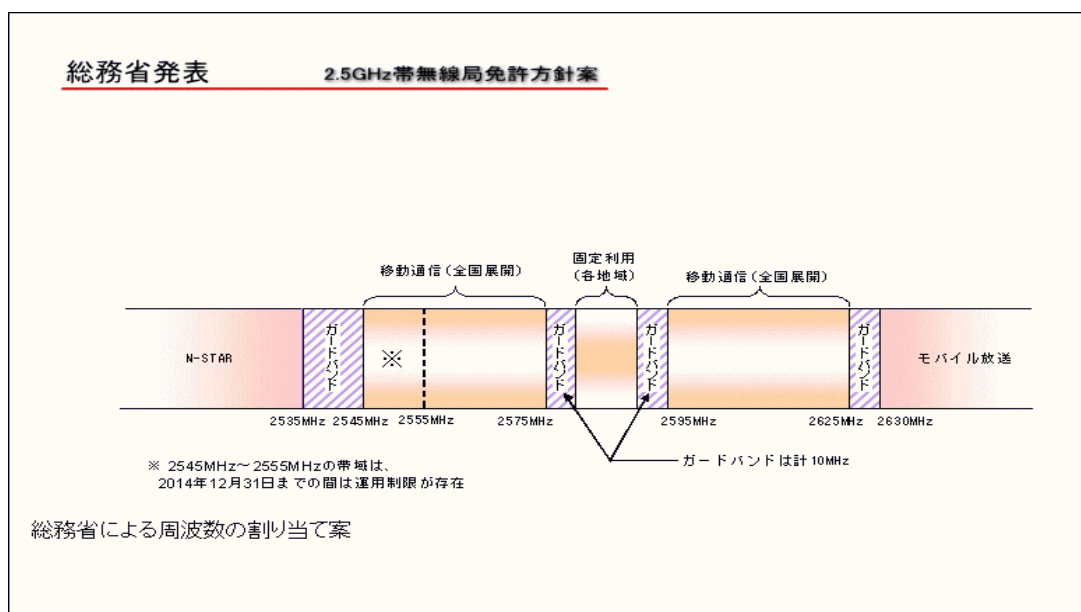 総務省発表
2.5GHz帯無線局免許方針案
移動通信（全国展開）
固定利用
（各地域）
移動通信（全国展開）
N-STAR
ガードバンド
※
ガードバンド
ガードバンド
ガードバンド
モバイル放送
2535MHz
2545MHz
2555MHz
2575MHz
2595MHz
2625MHz
2630MHz
ガードバンドは計10MHz
※ 2545MHz～2555MHzの帯域は、
2014年12月31日までの間は運用制限が存在
総務省による周波数の割り当て案